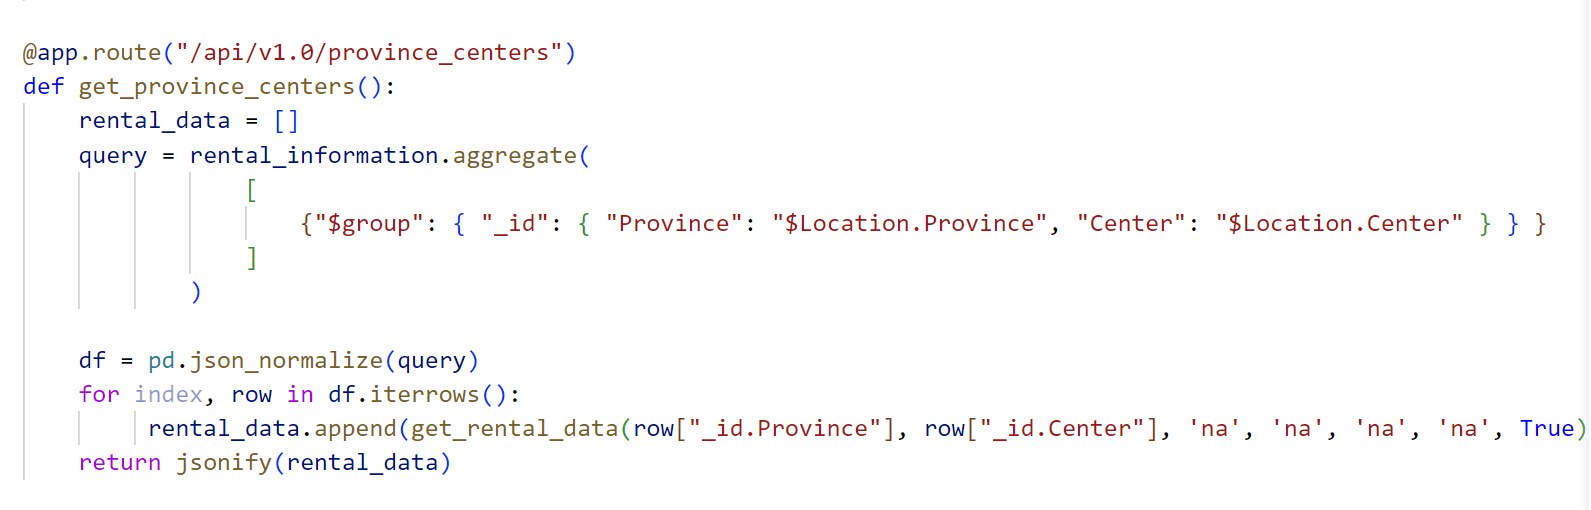 @app.route("/api/v1.0/province_centers")
def get_province_centers():
    rental_data = []
    query = rental_information.aggregate(
                [
                    {"$group": { "_id": { "Province": "$Location.Province", "Center": "$Location.Center" } } }
                ]
            )
    df = pd.json_normalize(query)
    for index, row in df.iterrows():
         rental_data.append(get_rental_data(row["_id.Province"], row["_id.Center"], 'na', 'na', 'na', 'na', True)
    return jsonify(rental_data)